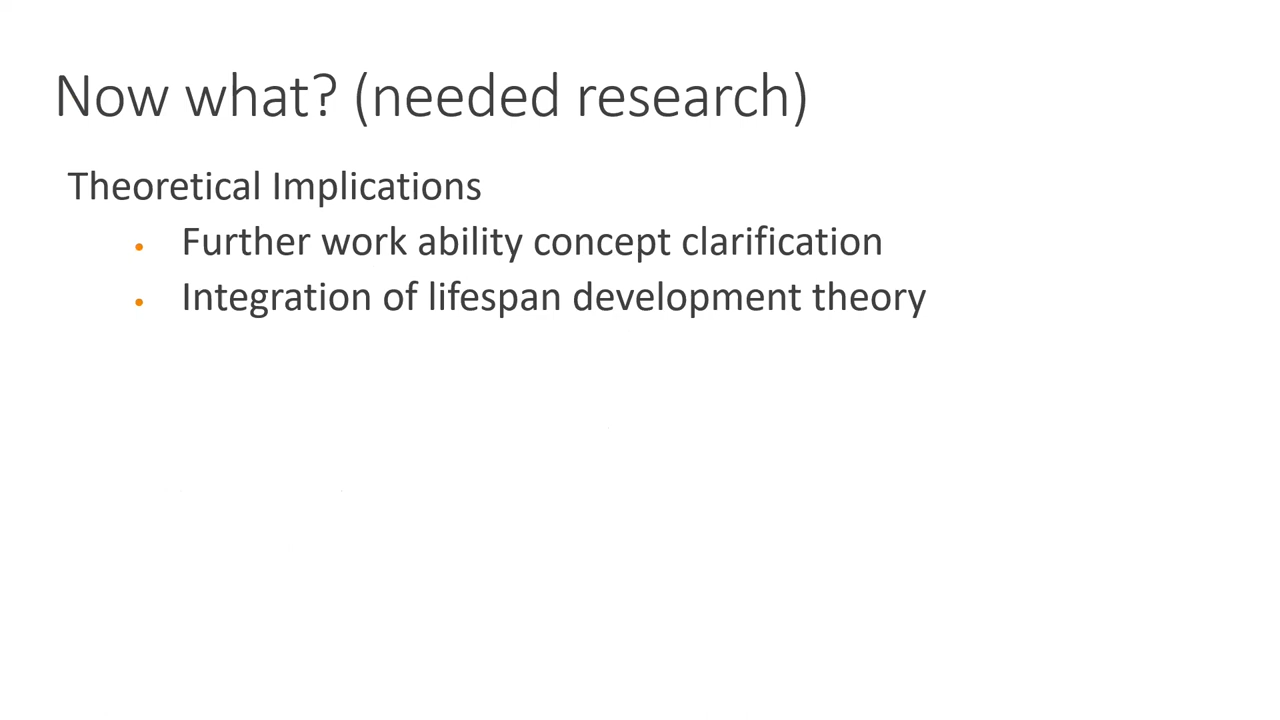 Now what? (needed research)
Theoretical Implications
• Further work ability concept clarification
• Integration of lifespan development theory